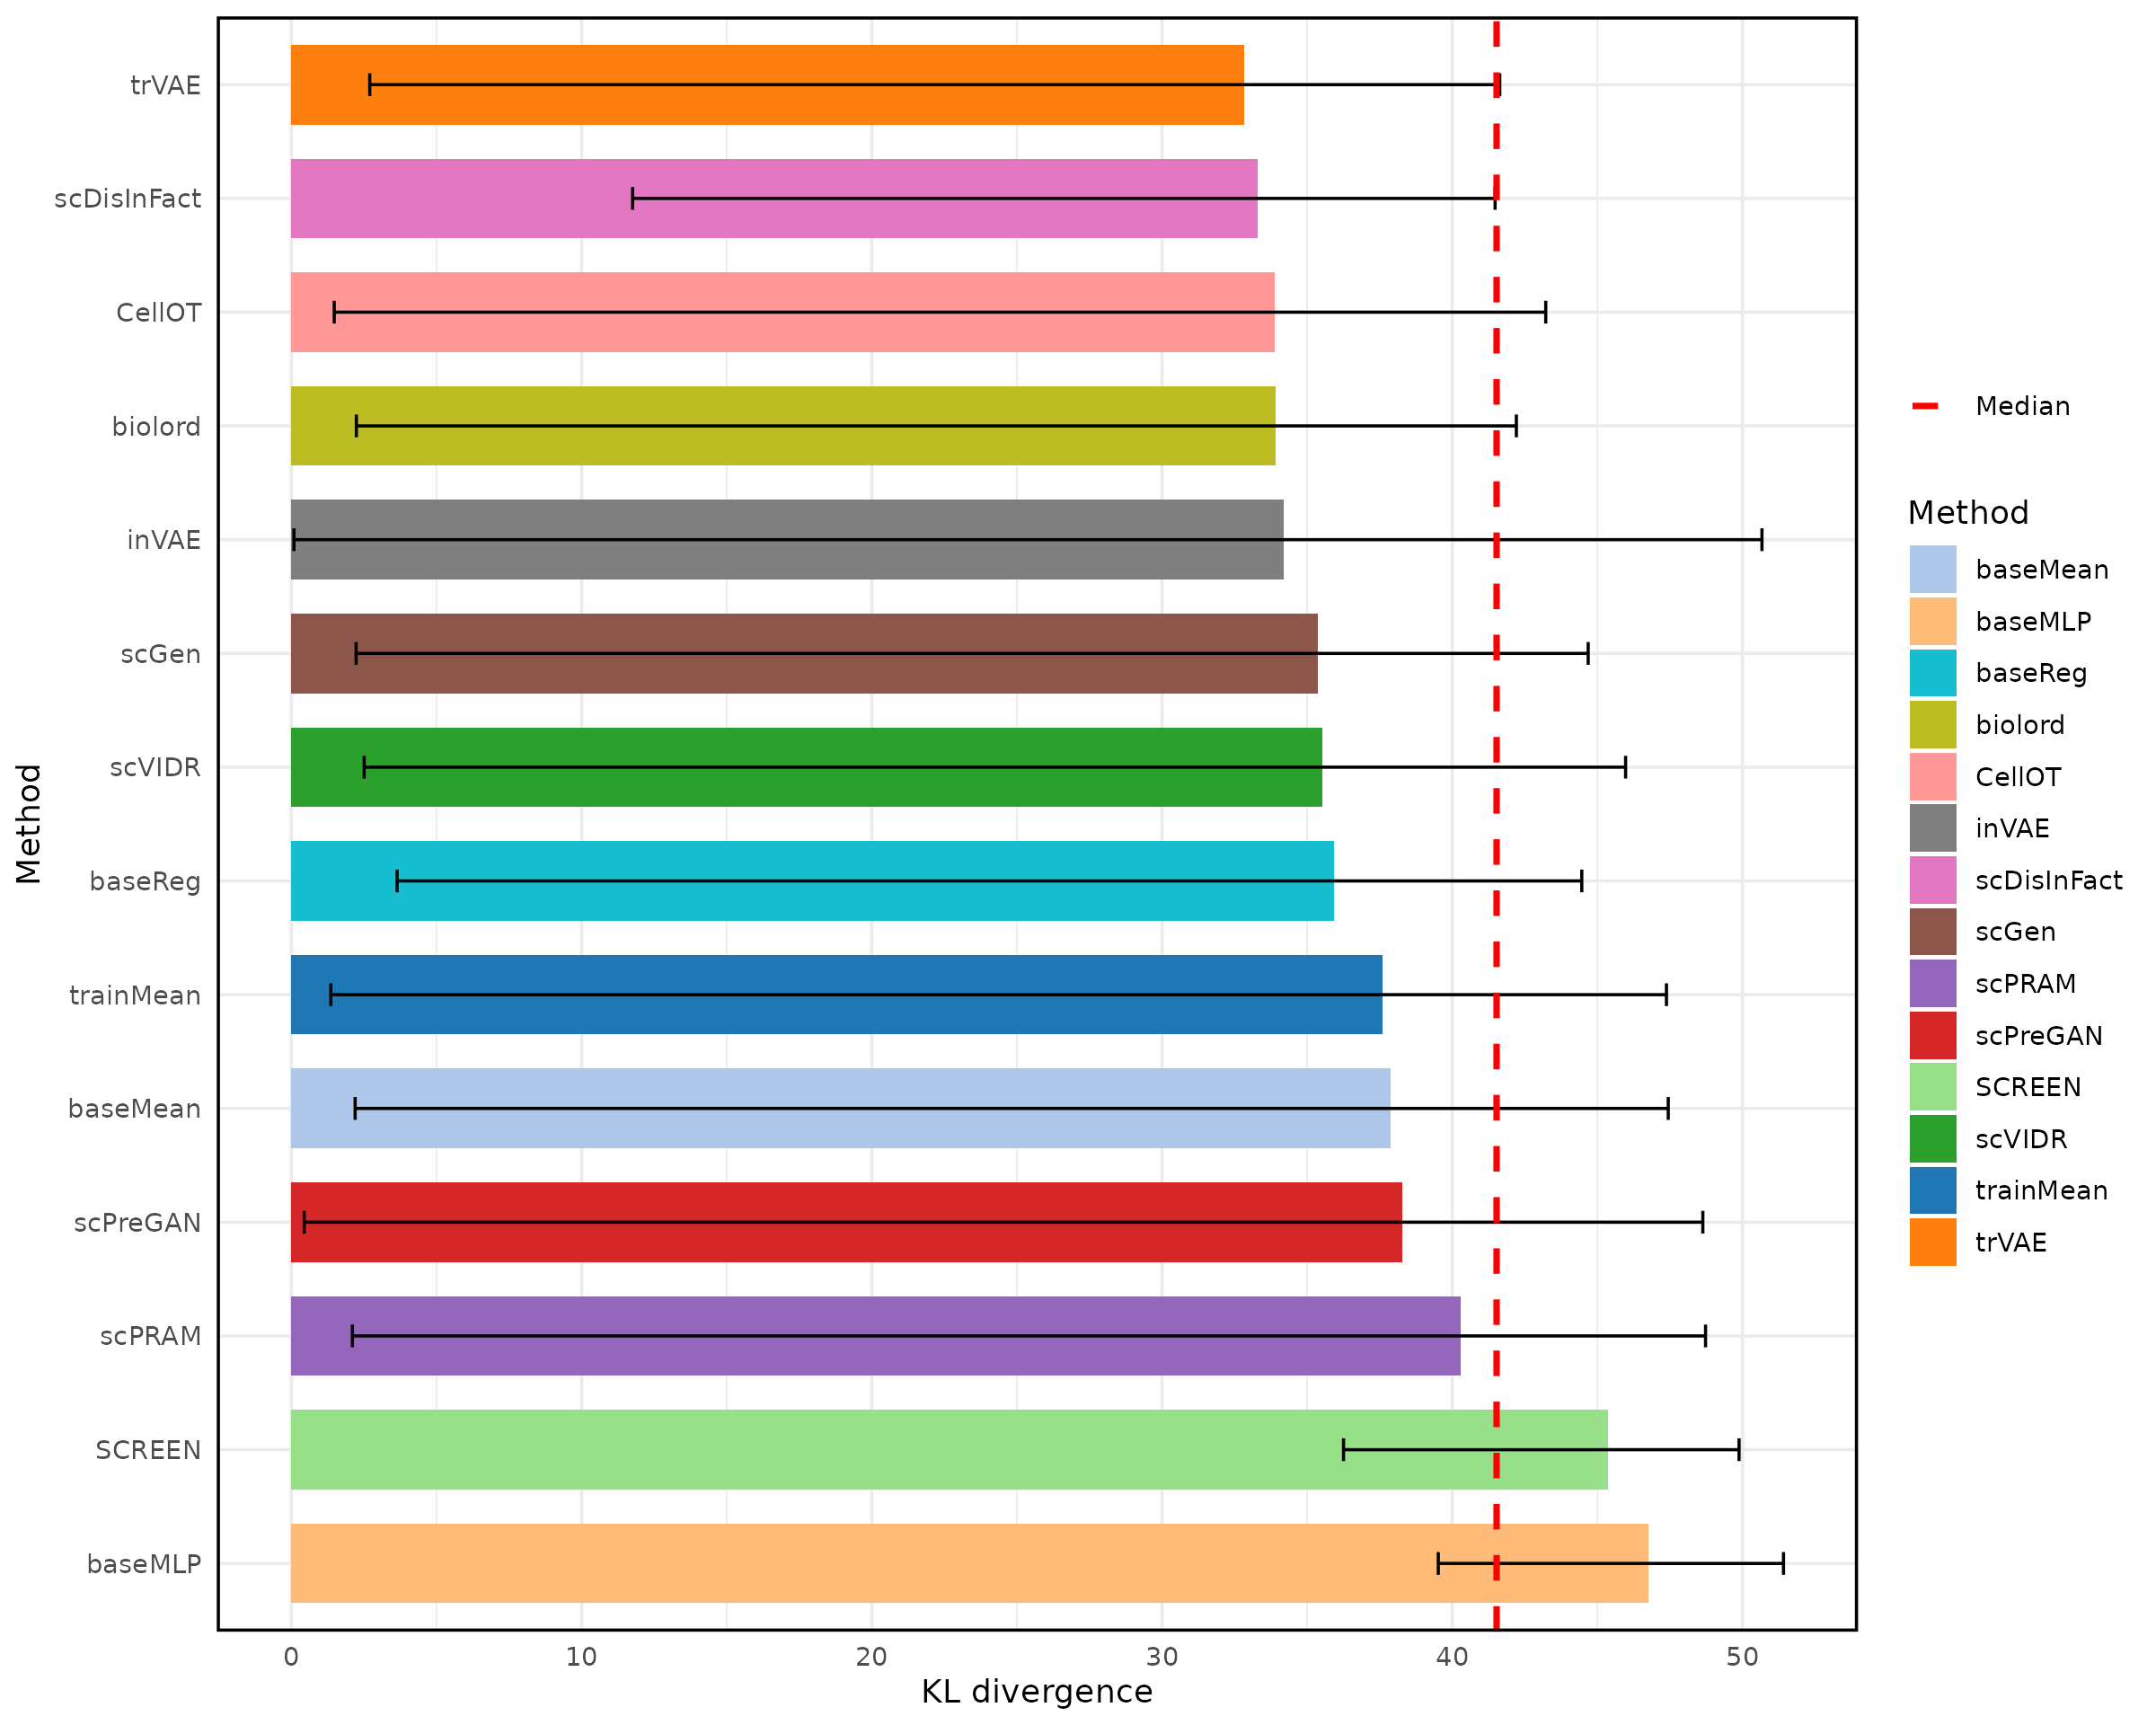 trVAE
scDisInFact
CellOT
biolord
inVAE
scGen
scVIDR
baseReg
trainMean
baseMean
scPreGAN
scPRAM
SCREEN
baseMLP
Method
0 10 20 30 40 50
KL divergence
Median
Method
baseMean
baseMLP
baseReg
biolord
CellOT
inVAE
scDisInFact
scGen
scPRAM
scPreGAN
SCREEN
scVIDR
trainMean
trVAE